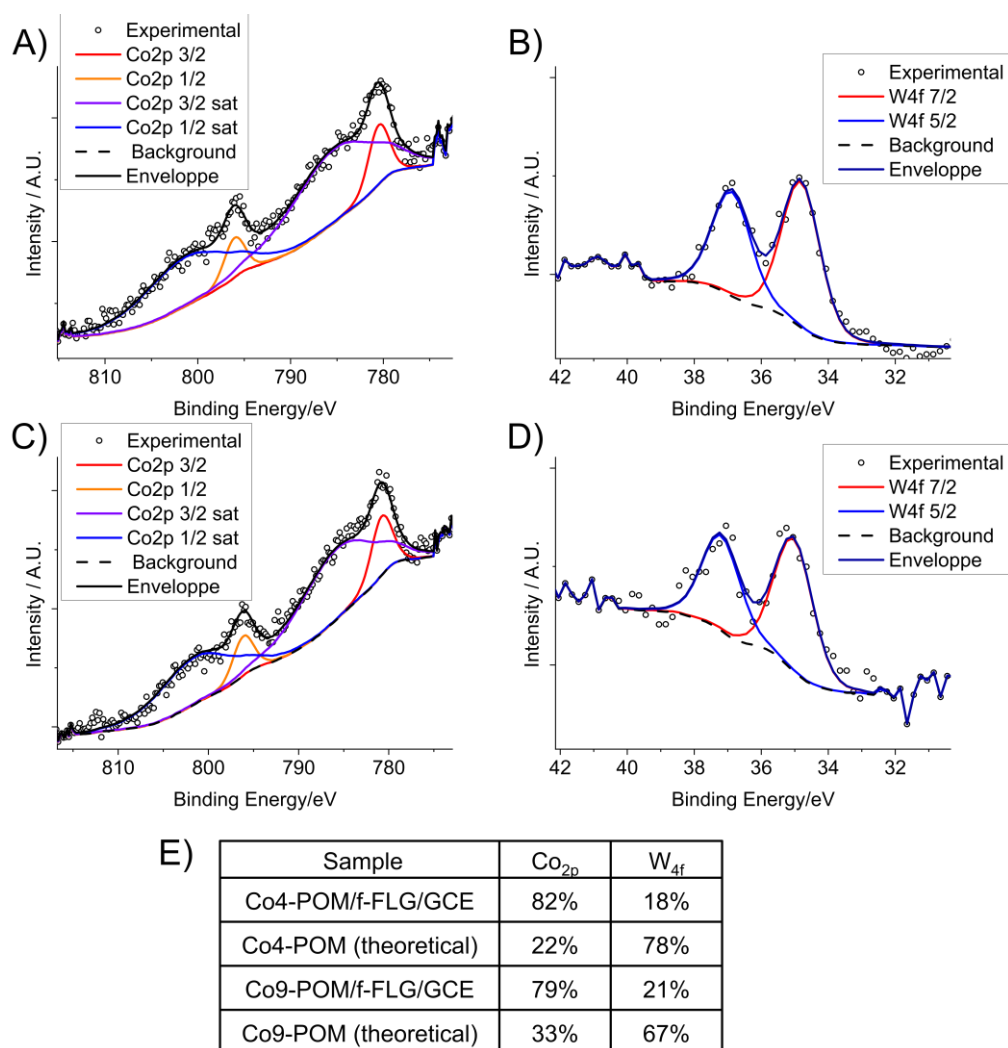 A)
Experimental
Co2p 3/2
Co2p 1/2
Co2p 3/2 sat
Co2p 1/2 sat
Background
Enveloppe
Intensity / A.U.
810 800 790 780
Binding Energy/eV
B)
Experimental
W4f 7/2
W4f 5/2
Background
Enveloppe
Intensity / A.U.
42 40 38 36 34 32
Binding Energy/eV
C)
Experimental
Co2p 3/2
Co2p 1/2
Co2p 3/2 sat
Co2p 1/2 sat
Background
Enveloppe
Intensity / A.U.
810 800 790 780
Binding Energy/eV
D)
Experimental
W4f 7/2
W4f 5/2
Background
Enveloppe
Intensity / A.U.
42 40 38 36 34 32
Binding Energy/eV
E)
Sample Co2p W4f
Co4-POM/f-FLG/GCE 82% 18%
Co4-POM (theoretical) 22% 78%
Co9-POM/f-FLG/GCE 79% 21%
Co9-POM (theoretical) 33% 67%